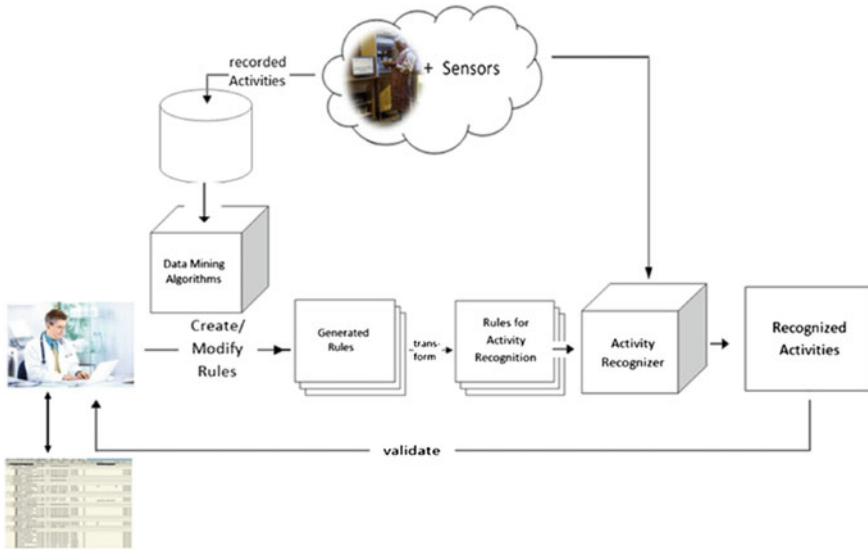 recorded
Activities
+ Sensors
Data Mining
Algorithms
Create/
Modify
Rules
Generated
Rules
trans-
form
Rules for
Activity
Recognition
Activity
Recognizer
Recognized
Activities
validate